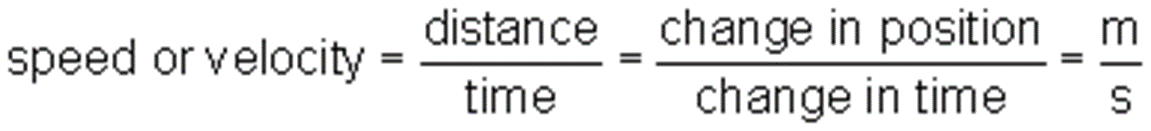 speed or velocity = distance/time = change in position/change in time = m/s